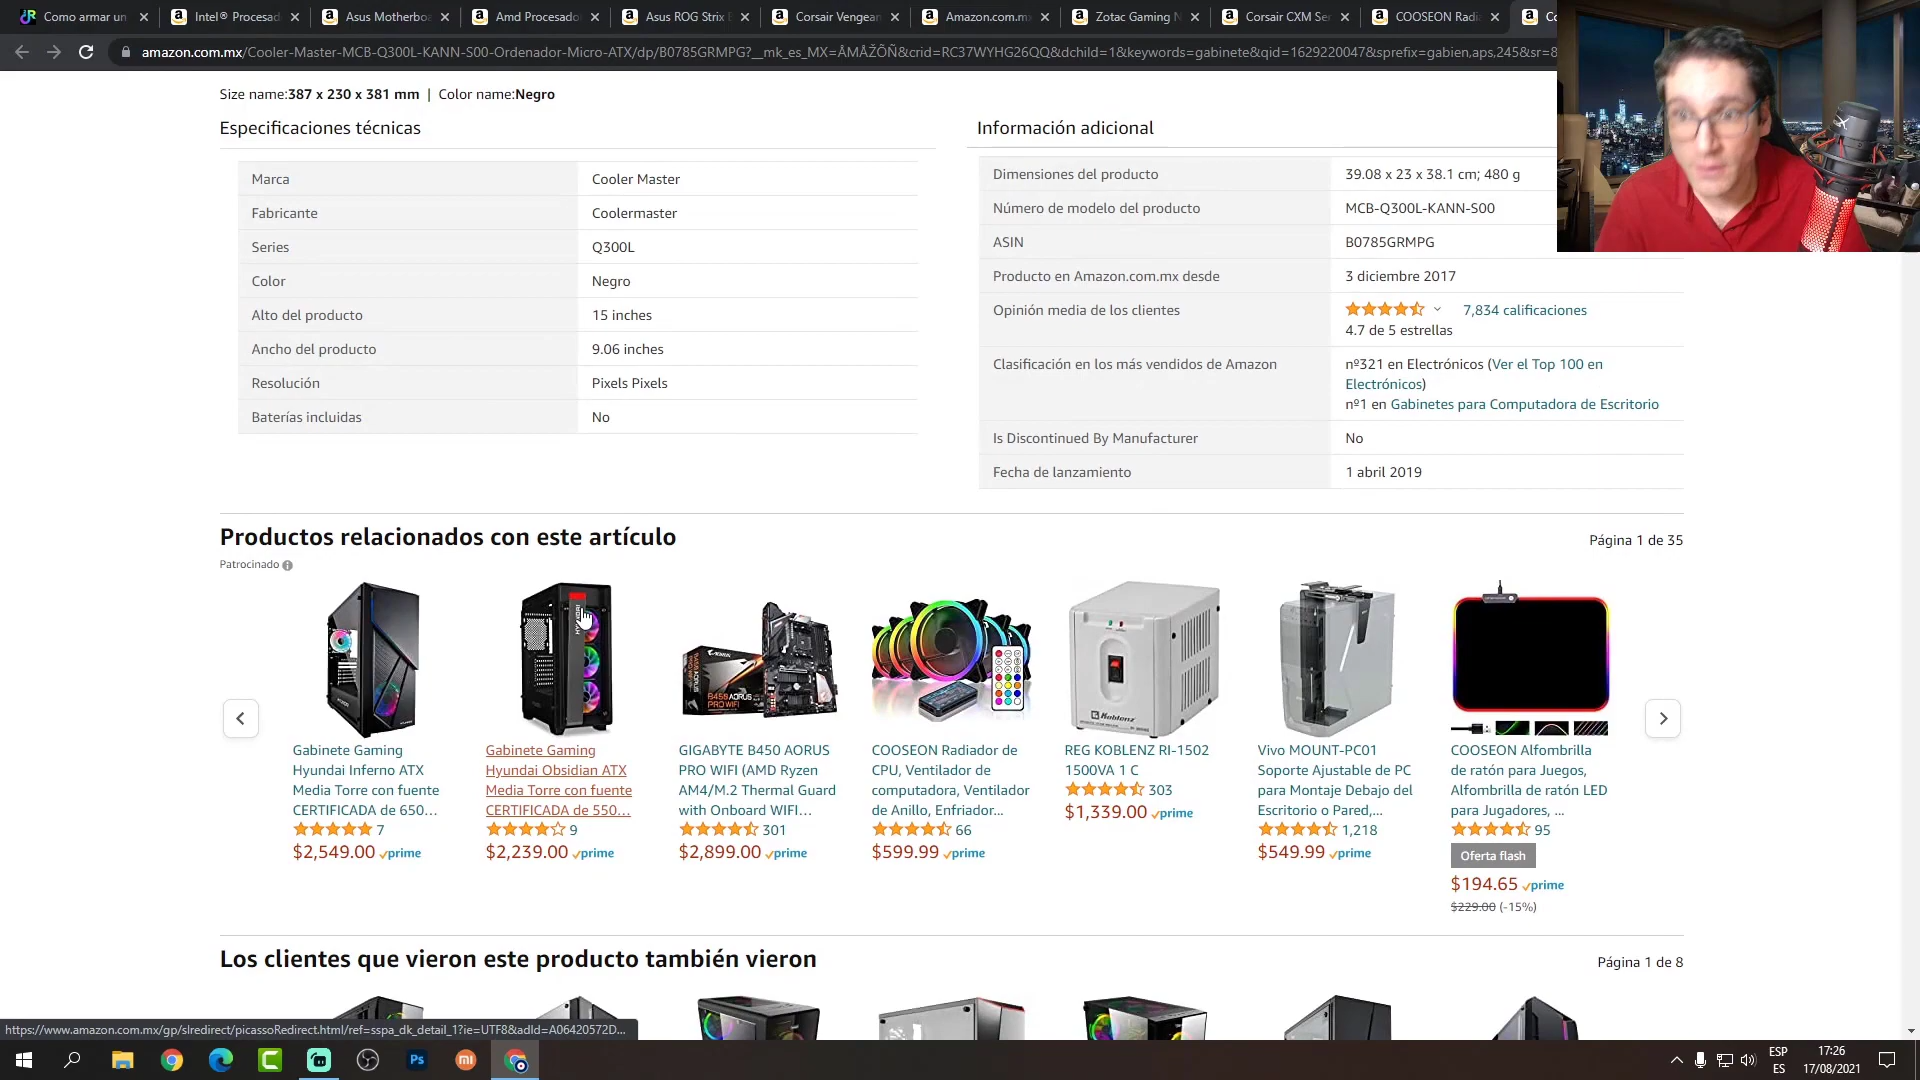 Como armar un
Intel® Procesad
Asus Motherboa
Amd Procesado
Asus ROG Strix B
Corsair Vengean
Amazon.com.m
Zotac Gaming N
Corsair CXM Se
COOSEON Radi
Co
amazon.com.mx/Cooler-Master-MCB-Q300L-KANN-S00-Ordenador-Micro-ATX/dp/B0785GRMPG?__mk_es_MX=ÅMÅŽÕÑ&crid=RC37WYHG26QQ&dchild=1&keywords=gabinete&qid=1629220047&sprefix=gabien,aps,245&sr=8
Size name:387 x 230 x 381 mm | Color name:Negro
Especificaciones técnicas
Marca Cooler Master
Fabricante Coolermaster
Series Q300L
Color Negro
Alto del producto 15 inches
Ancho del producto 9.06 inches
Resolución Pixels Pixels
Baterías incluidas No
Información adicional
Dimensiones del producto 39.08 x 23 x 38.1 cm; 480 g
Número de modelo del producto MCB-Q300L-KANN-S00
ASIN B0785GRMPG
Producto en Amazon.com.mx desde 3 diciembre 2017
Opinión media de los clientes 7,834 calificaciones
4.7 de 5 estrellas
Clasificación en los más vendidos de Amazon nº321 en Electrónicos (Ver el Top 100 en
Electrónicos)
nº1 en Gabinetes para Computadora de Escritorio
Is Discontinued By Manufacturer No
Fecha de lanzamiento 1 abril 2019
Productos relacionados con este artículo
Página 1 de 35
Patrocinado
Gabinete Gaming
Hyundai Inferno ATX
Media Torre con fuente
CERTIFICADA de 650...
7
$2,549.00 prime
Gabinete Gaming
Hyundai Obsidian ATX
Media Torre con fuente
CERTIFICADA de 550...
9
$2,239.00 prime
AORUS
B450 AORUS
PRO WIFI
GIGABYTE B450 AORUS
PRO WIFI (AMD Ryzen
AM4/M.2 Thermal Guard
with Onboard WIFI...
301
$2,899.00 prime
COOSEON Radiador de
CPU, Ventilador de
computadora, Ventilador
de Anillo, Enfriador...
66
$599.99 prime
Koblenz
REG KOBLENZ RI-1502
1500VA 1 C
303
$1,339.00 prime
Vivo MOUNT-PC01
Soporte Ajustable de PC
para Montaje Debajo del
Escritorio o Pared,...
1,218
$549.99 prime
COOSEON Alfombrilla
de ratón para Juegos,
Alfombrilla de ratón LED
para Jugadores, ...
95
Oferta flash
$194.65 prime
$229.00 (-15%)
Los clientes que vieron este producto también vieron
Página 1 de 8
https://www.amazon.com.mx/gp/slredirect/picassoRedirect.html/ref=sspa_dk_detail_1?ie=UTF8&adId=A06420572D...
Ps
ESP
ES
17:26
17/08/2021